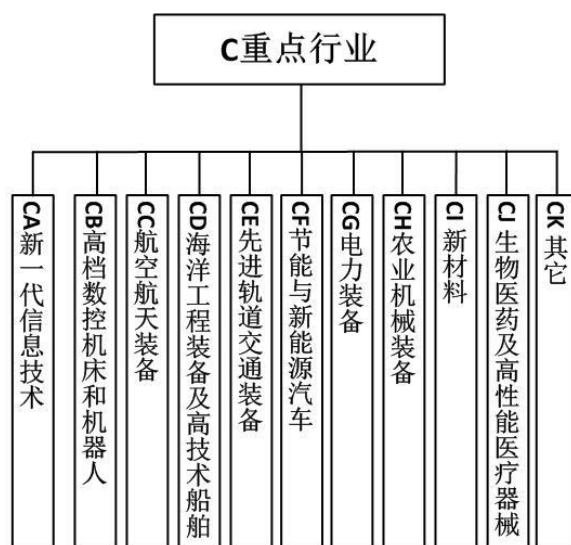 C重点行业
CA新一代信息技术
CB高档数控机床和机器人
CC航空航天装备
CD海洋工程装备及高技术船舶
CE先进轨道交通装备
CF节能与新能源汽车
CG电力装备
CH农业机械装备
CI新材料
CJ生物医药及高性能医疗器械
CK其它